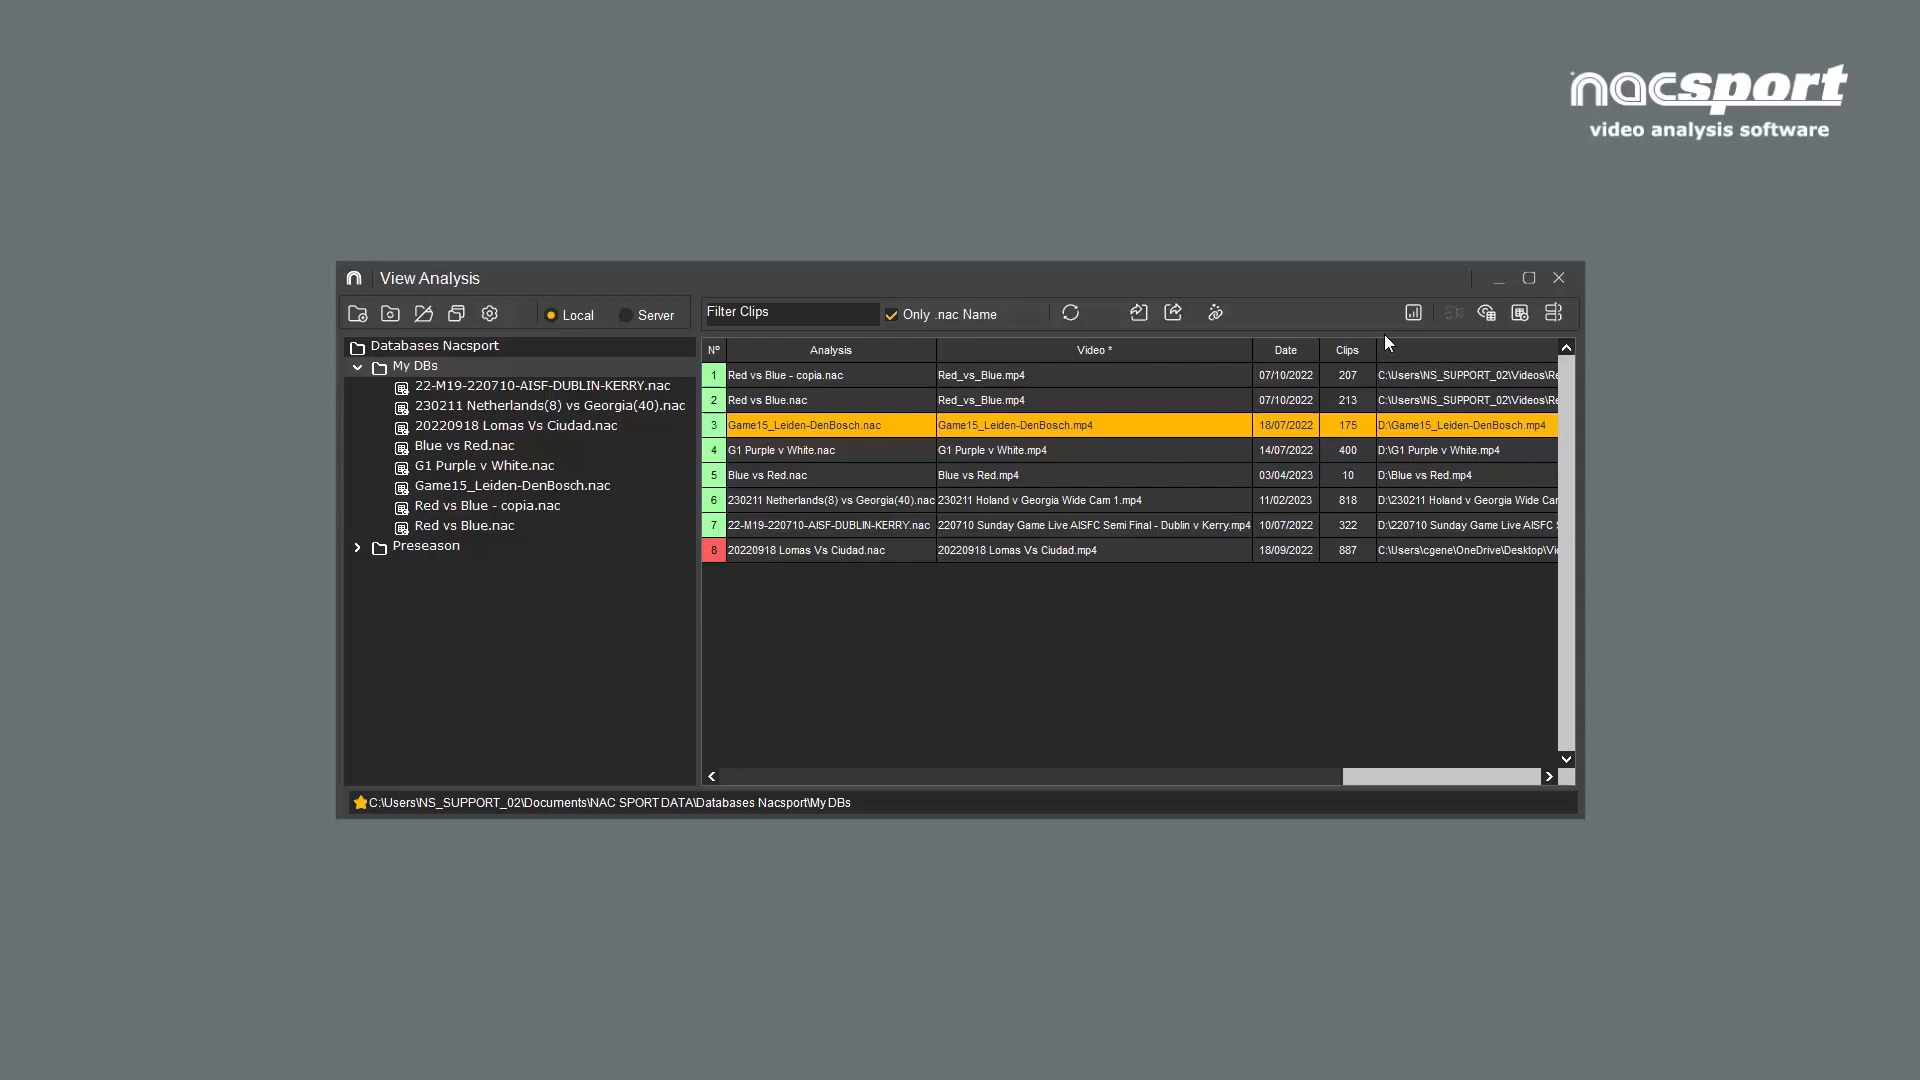 nacsport
video analysis software
View Analysis
Local
Server
Filter Clips
Only .nac Name
Databases Nacsport
My DBs
22-M19-220710-AISF-DUBLIN-KERRY.nac
230211 Netherlands(8) vs Georgia(40).nac
20220918 Lomas Vs Ciudad.nac
Blue vs Red.nac
G1 Purple v White.nac
Game15_Leiden-DenBosch.nac
Red vs Blue - copia.nac
Red vs Blue.nac
Preseason
Nº Analysis Video * Date Clips
1 Red vs Blue - copia.nac Red_vs_Blue.mp4 07/10/2022 207 C:\Users\NS_SUPPORT_02\Videos\Re
2 Red vs Blue.nac Red_vs_Blue.mp4 07/10/2022 213 C:\Users\NS_SUPPORT_02\Videos\Re
3 Game15_Leiden-DenBosch.nac Game15_Leiden-DenBosch.mp4 18/07/2022 175 D:\Game15_Leiden-DenBosch.mp4
4 G1 Purple v White.nac G1 Purple v White.mp4 14/07/2022 400 D:\G1 Purple v White.mp4
5 Blue vs Red.nac Blue vs Red.mp4 03/04/2023 10 D:\Blue vs Red.mp4
6 230211 Netherlands(8) vs Georgia(40).nac 230211 Holand v Georgia Wide Cam 1.mp4 11/02/2023 818 D:\230211 Holand v Georgia Wide Car
7 22-M19-220710-AISF-DUBLIN-KERRY.nac 220710 Sunday Game Live AISFC Semi Final - Dublin v Kerry.mp4 10/07/2022 322 D:\220710 Sunday Game Live AISFC
8 20220918 Lomas Vs Ciudad.nac 20220918 Lomas Vs Ciudad.mp4 18/09/2022 887 C:\Users\cgene\OneDrive\Desktop\Vi
C:\Users\NS_SUPPORT_02\Documents\NAC SPORT DATA\Databases Nacsport\My DBs